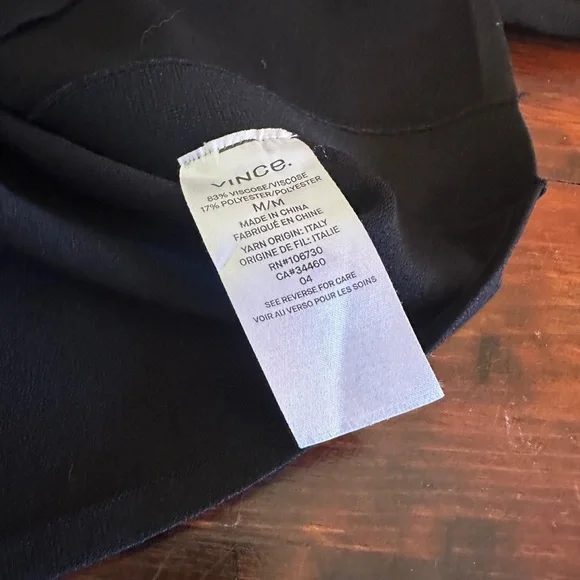 VINCE.
83% VISCOSE/VISCOSE
17% POLYESTER/POLYESTER
M/M
MADE IN CHINA
FABRIQUÉ EN CHINE
YARN ORIGIN: ITALY
ORIGINE DE FIL: ITALIE
RN#106730
CA#34460
04
SEE REVERSE FOR CARE
VOIR AU VERSO POUR LES SOINS